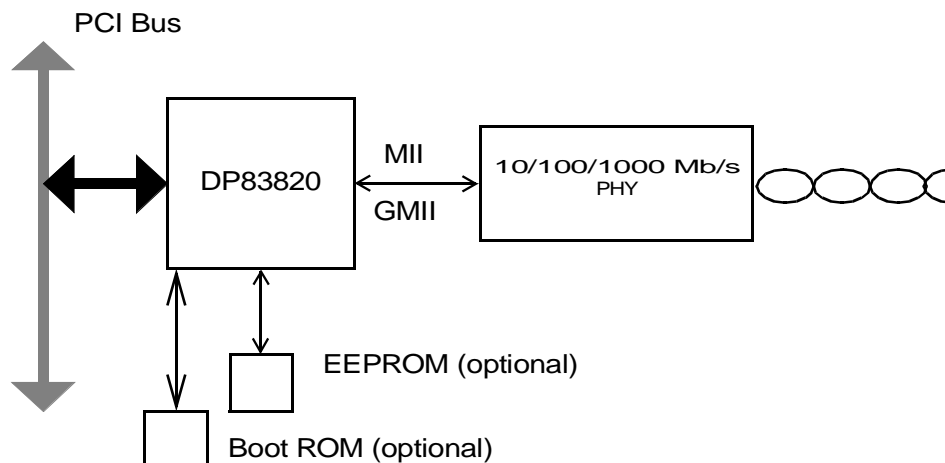 PCI Bus
DP83820
MII
GMII
10/100/1000 Mb/s
PHY
EEPROM (optional)
Boot ROM (optional)